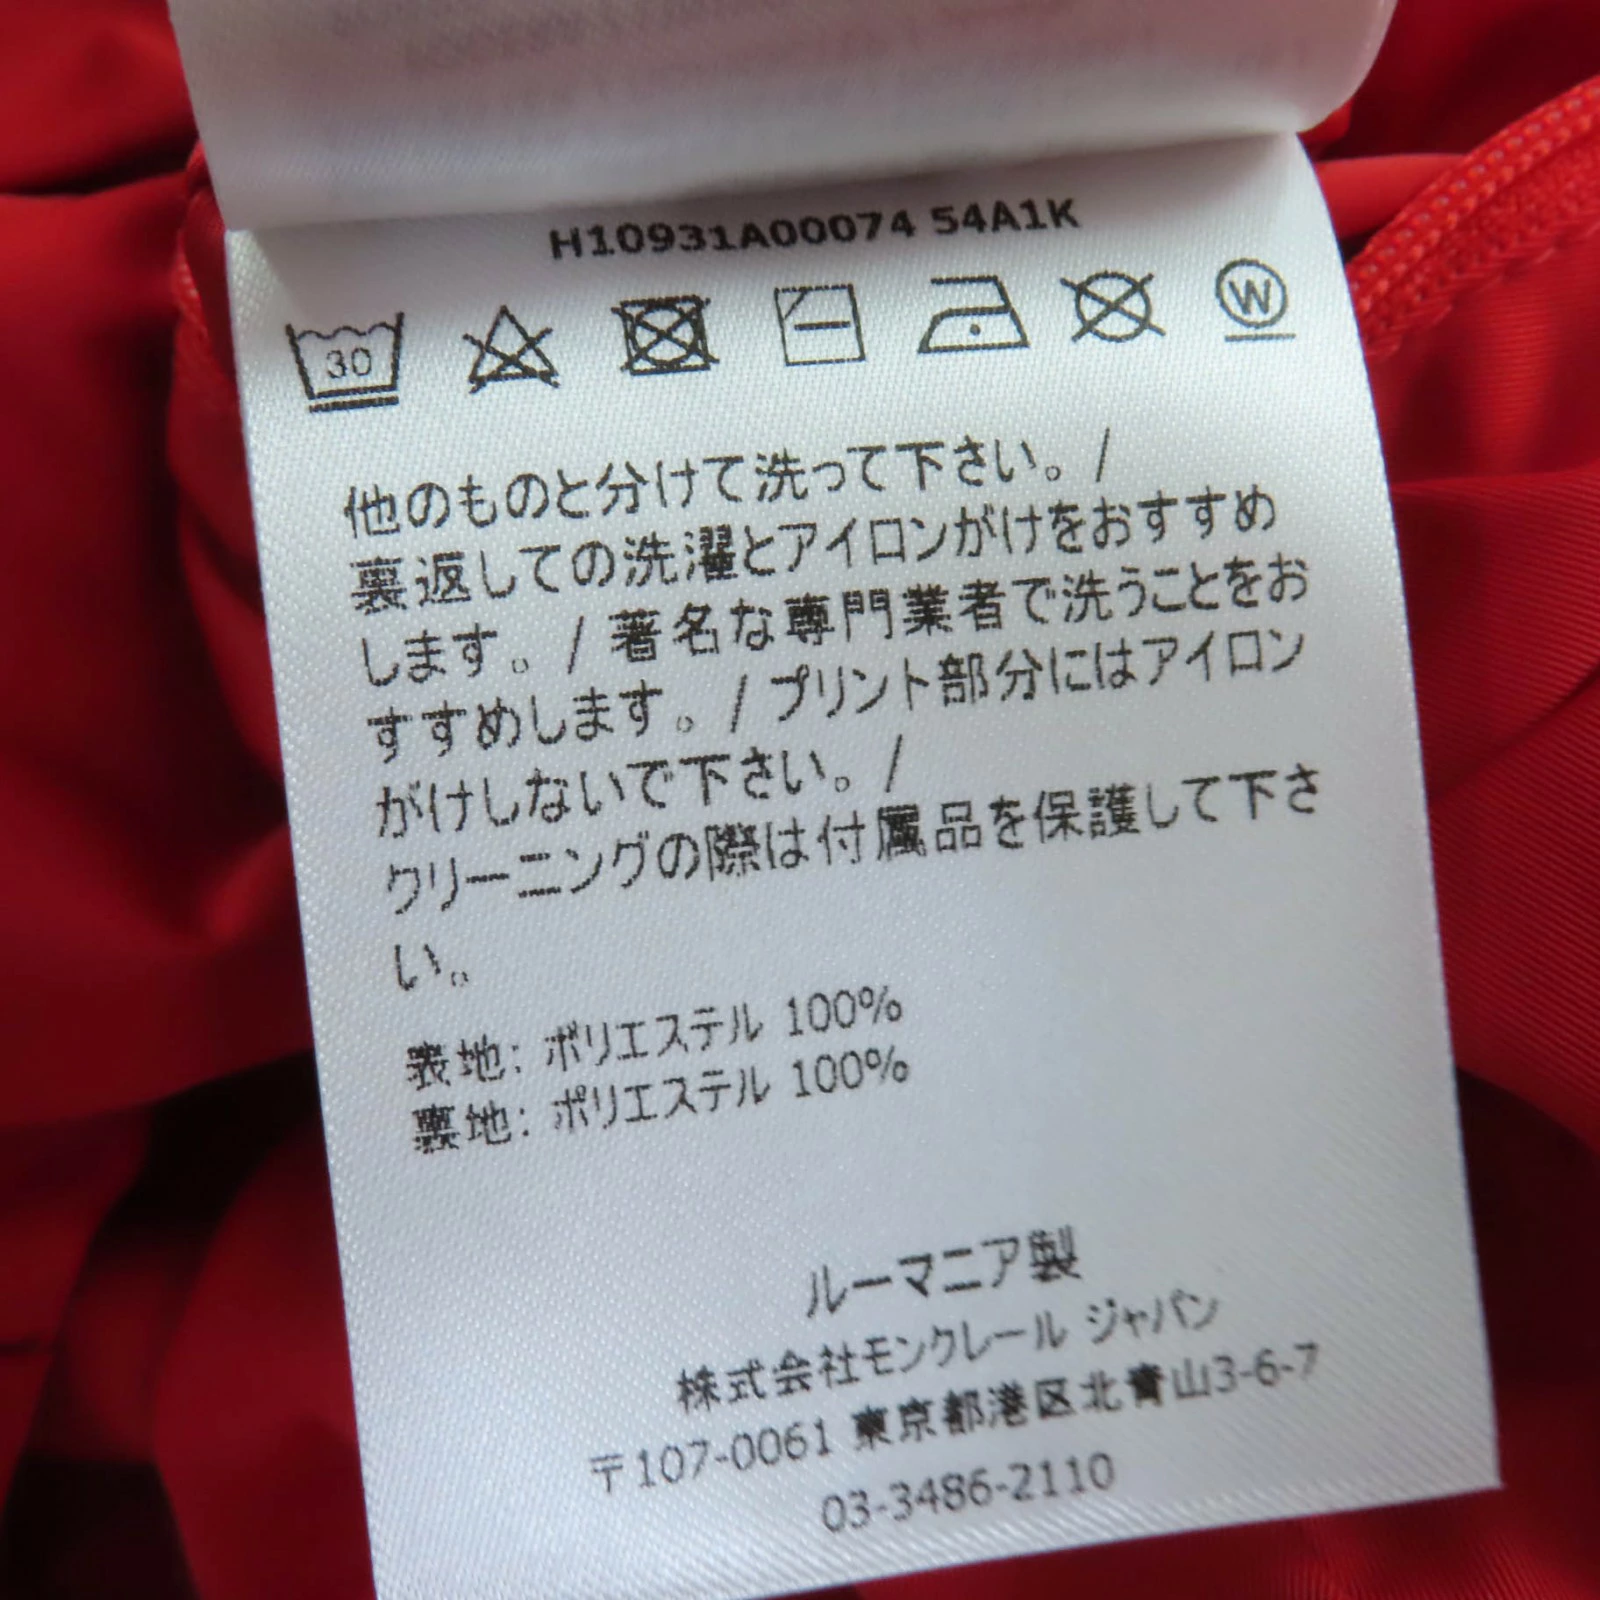 H10931A00074 54A1K
30
W
他のものと分けて洗って下さい。/
裏返しての洗濯とアイロンがけをおすすめ
します。/ 著名な専門業者で洗うことをお
すすめします。/ プリント部分にはアイロン
がけしないで下さい。/
クリーニングの際は付属品を保護して下さ
い。
表地: ポリエステル 100%
裏地: ポリエステル 100%
ルーマニア製
株式会社モンクレール ジャパン
〒107-0061 東京都港区北青山3-6-7
03-3486-2110